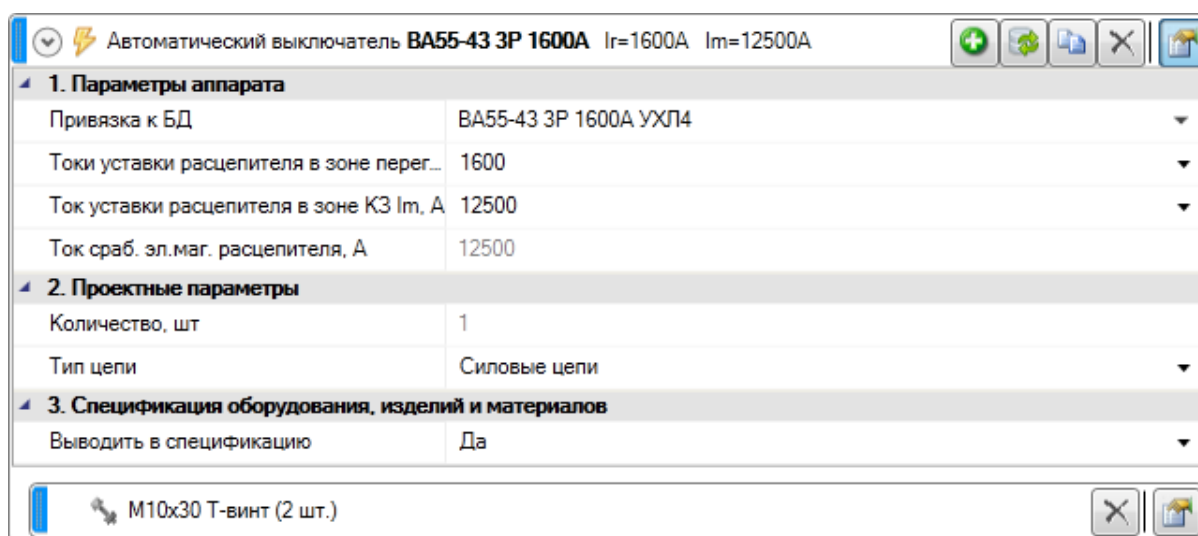 Автоматический выключатель ВА55-43 3Р 1600А Ir=1600А Im=12500А
1. Параметры аппарата
Привязка к БД ВА55-43 3Р 1600А УХЛ4
Токи уставки расцепителя в зоне перег... 1600
Ток уставки расцепителя в зоне КЗ Im, А 12500
Ток сраб. эл.маг. расцепителя, А 12500
2. Проектные параметры
Количество, шт 1
Тип цепи Силовые цепи
3. Спецификация оборудования, изделий и материалов
Выводить в спецификацию Да
М10х30 Т-винт (2 шт.)